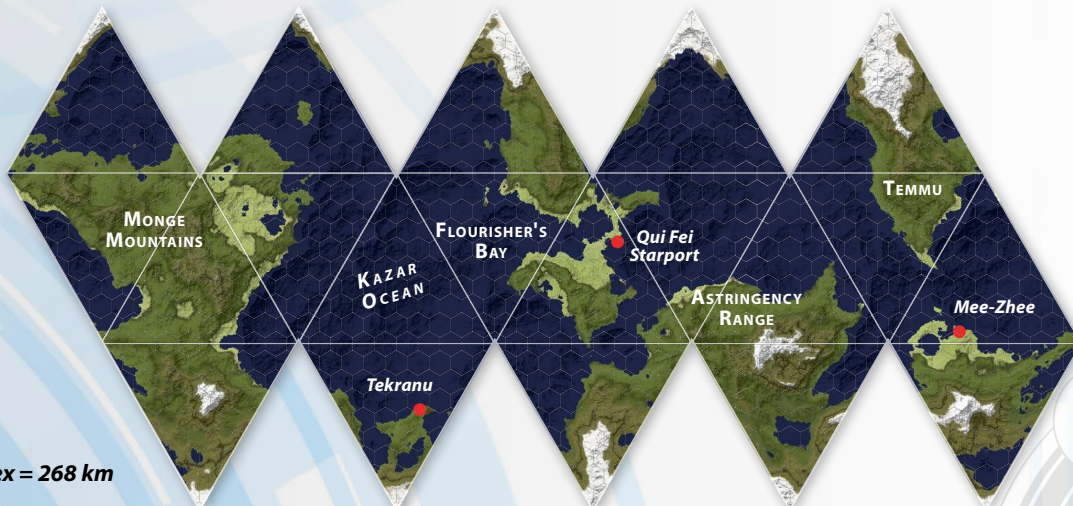 Temmu
Monge
Mountains
Flourisher's
Bay
Qui Fei
Starport
Kazar
Ocean
Astringency
Range
Mee-Zhee
Tekranu
ex = 268 km